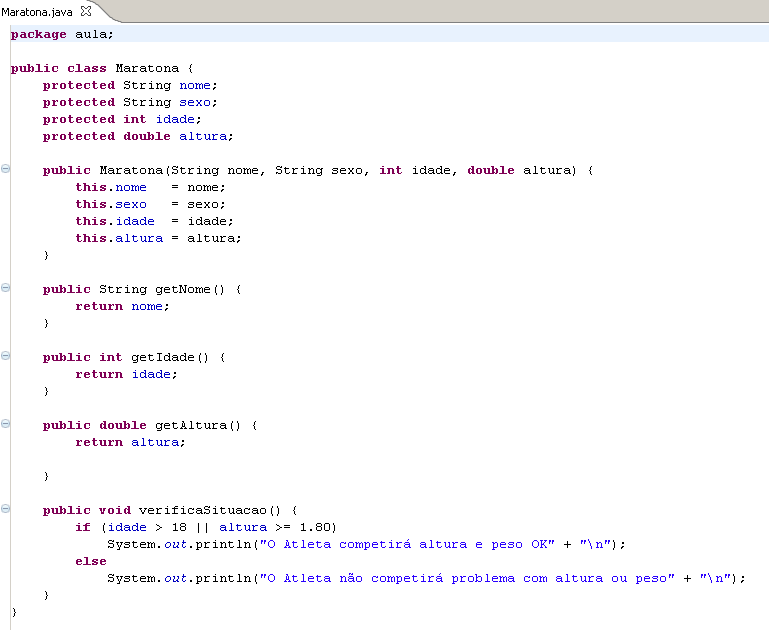 Maratona.java
package aula;
public class Maratona {
protected String nome;
protected String sexo;
protected int idade;
protected double altura;
public Maratona(String nome, String sexo, int idade, double altura) {
this.nome   = nome;
this.sexo   = sexo;
this.idade  = idade;
this.altura = altura;
}
public String getNome() {
return nome;
}
public int getIdade() {
return idade;
}
public double getAltura() {
return altura;
}
public void verificaSituacao() {
if (idade > 18 || altura >= 1.80)
System.out.println("O Atleta competirá altura e peso OK" + "\n");
else
System.out.println("O Atleta não competirá problema com altura ou peso" + "\n");
}
}